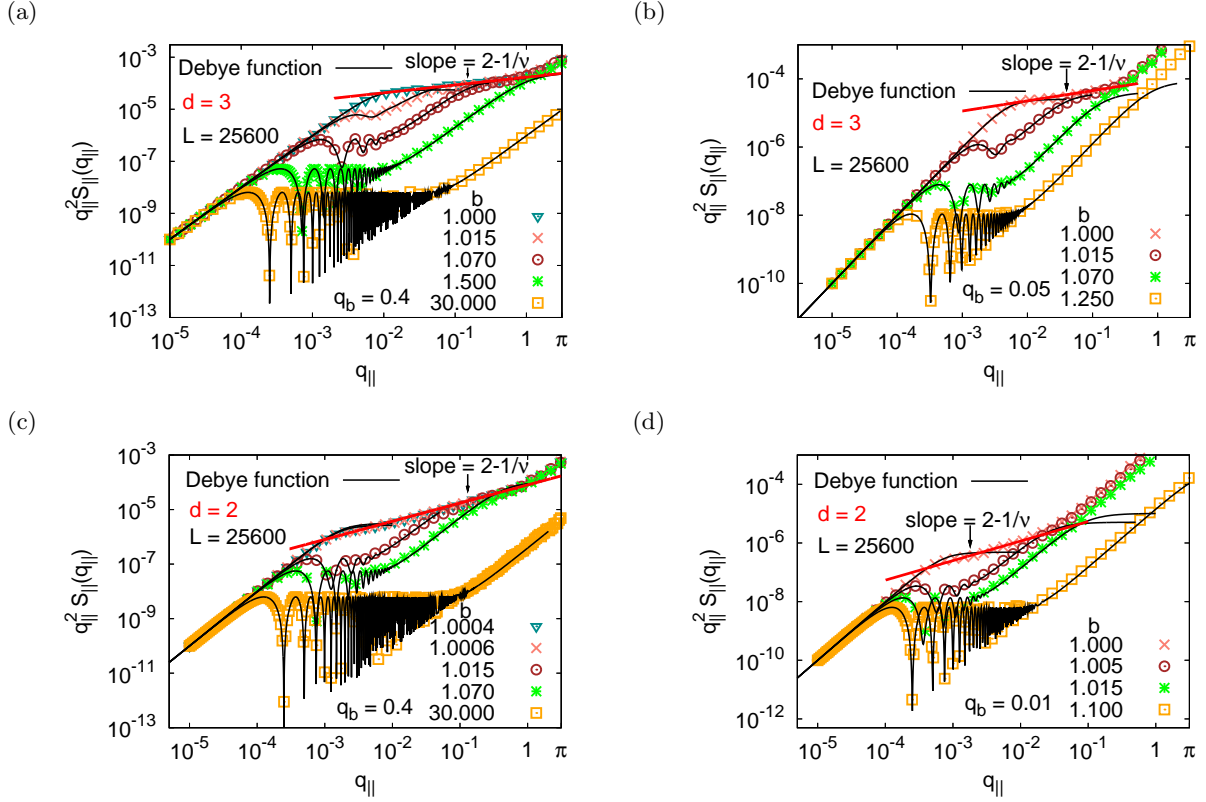 (a)
10^-3
10^-5
10^-7
10^-9
10^-11
10^-13
q_||^2 S_||(q_||)
Debye function
slope = 2-1/ν
d = 3
L = 25600
b
1.000
1.015
1.070
1.500
30.000
q_b = 0.4
10^-5 10^-4 10^-3 10^-2 10^-1 1 π
q_||
(b)
10^-4
10^-6
10^-8
10^-10
q_||^2 S_||(q_||)
slope = 2-1/ν
Debye function
d = 3
L = 25600
b
1.000
1.015
1.070
1.250
q_b = 0.05
10^-5 10^-4 10^-3 10^-2 10^-1 1 π
q_||
(c)
10^-3
10^-5
10^-7
10^-9
10^-11
10^-13
q_||^2 S_||(q_||)
Debye function
slope = 2-1/ν
d = 2
L = 25600
b
1.0004
1.0006
1.015
1.070
30.000
q_b = 0.4
10^-5 10^-4 10^-3 10^-2 10^-1 1 π
q_||
(d)
10^-4
10^-6
10^-8
10^-10
10^-12
q_||^2 S_||(q_||)
Debye function
d = 2
slope = 2-1/ν
L = 25600
b
1.000
1.005
1.015
1.100
q_b = 0.01
10^-5 10^-4 10^-3 10^-2 10^-1 1 π
q_||